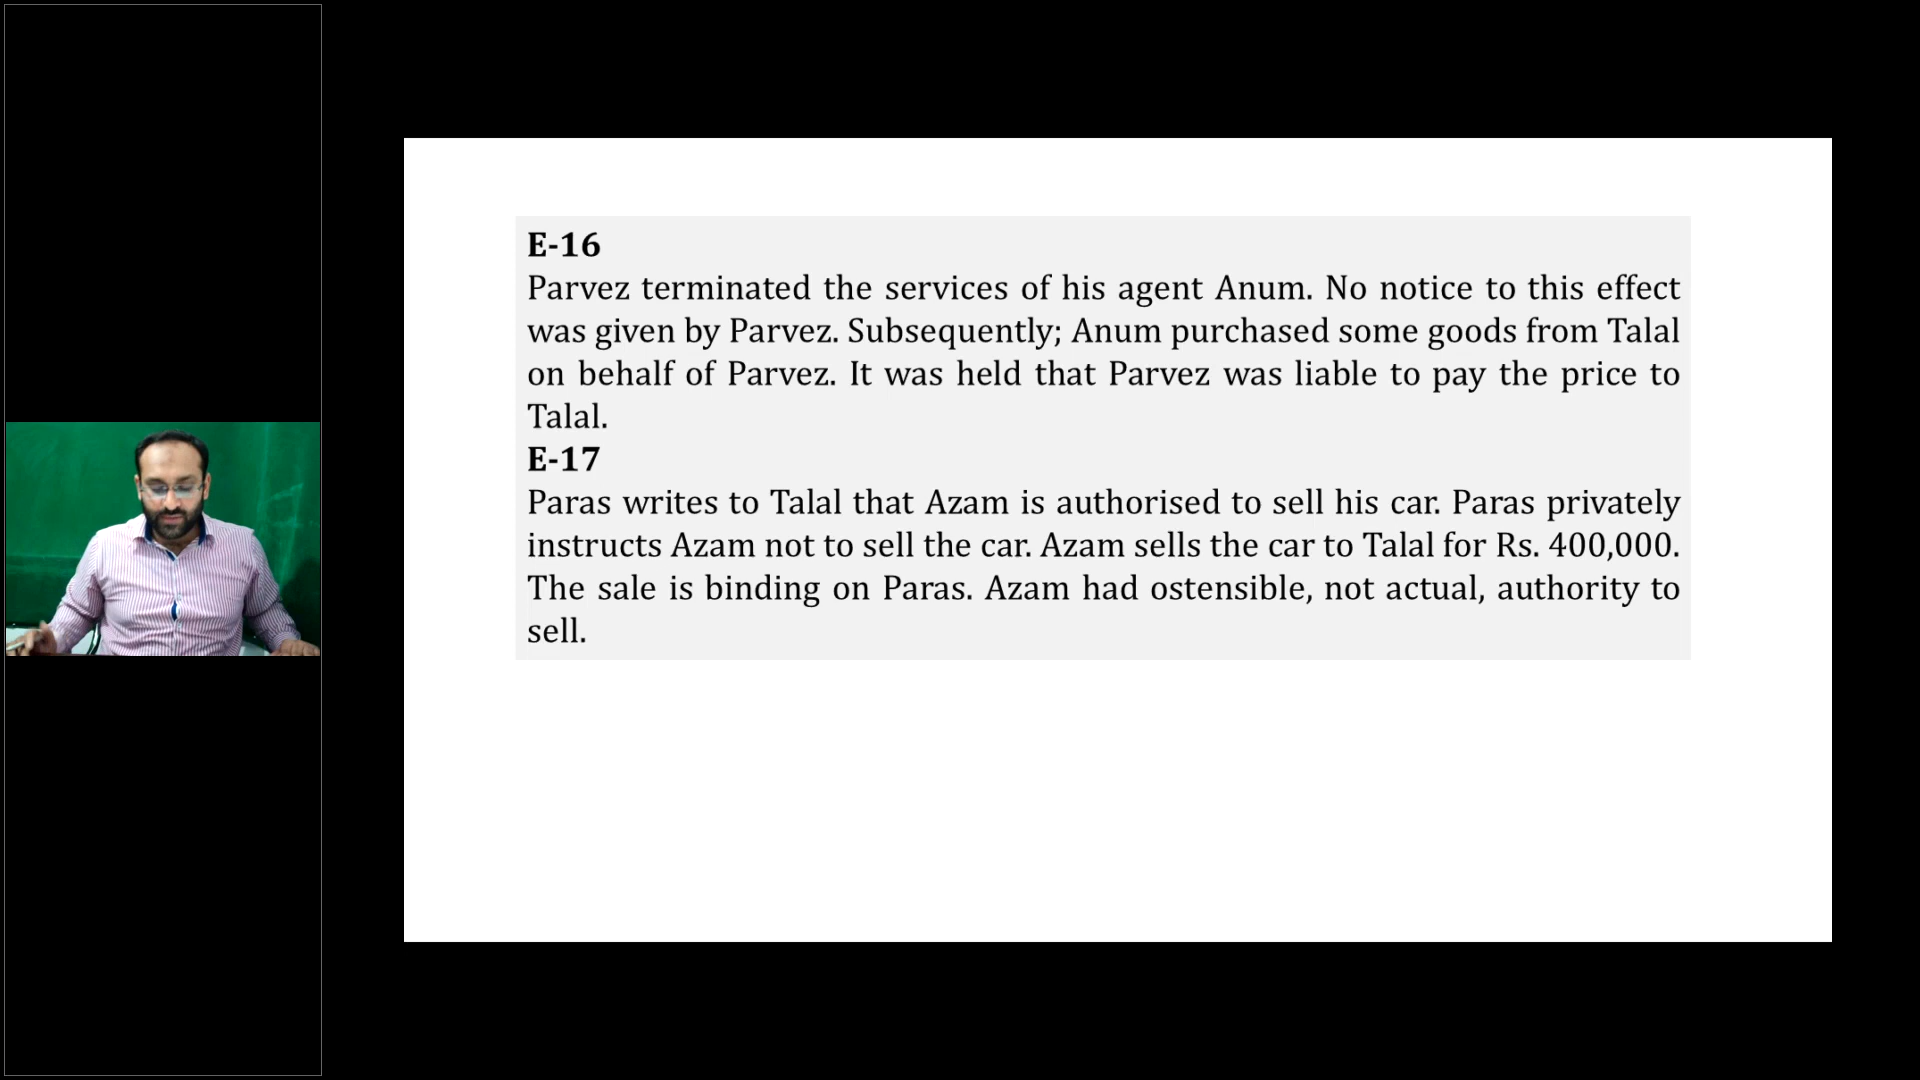 E-16
Parvez terminated the services of his agent Anum. No notice to this effect
was given by Parvez. Subsequently; Anum purchased some goods from Talal
on behalf of Parvez. It was held that Parvez was liable to pay the price to
Talal.
E-17
Paras writes to Talal that Azam is authorised to sell his car. Paras privately
instructs Azam not to sell the car. Azam sells the car to Talal for Rs. 400,000.
The sale is binding on Paras. Azam had ostensible, not actual, authority to
sell.